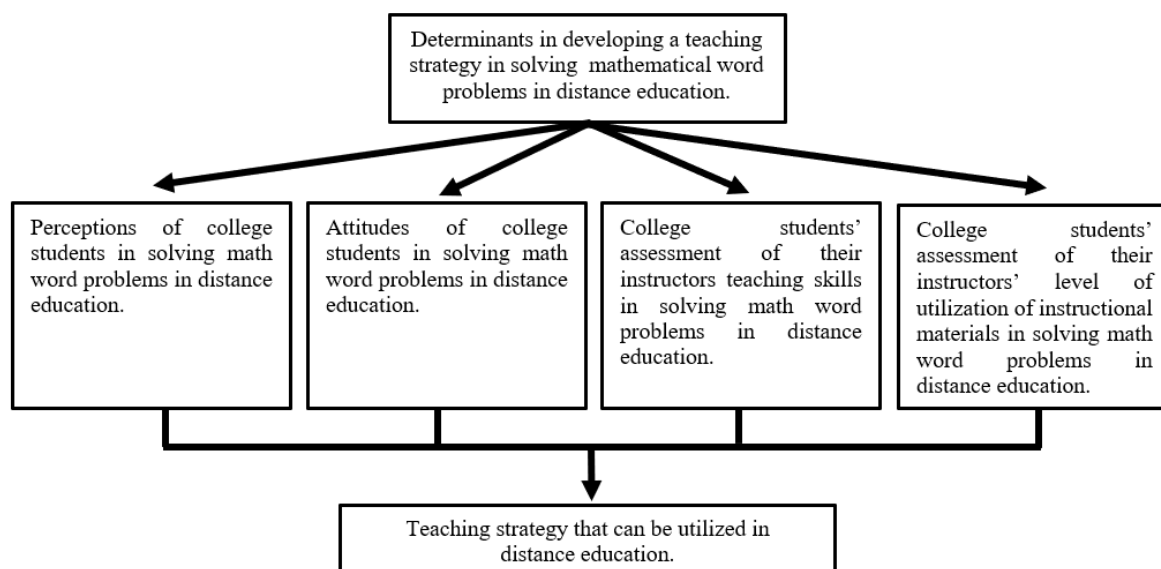 Determinants in developing a teaching
strategy in solving mathematical word
problems in distance education.
Perceptions of college
students in solving math
word problems in distance
education.
Attitudes of college
students in solving math
word problems in distance
education.
College students’
assessment of their
instructors teaching skills
in solving math word
problems in distance
education.
College students’
assessment of their
instructors’ level of
utilization of instructional
materials in solving math
word problems in
distance education.
Teaching strategy that can be utilized in
distance education.